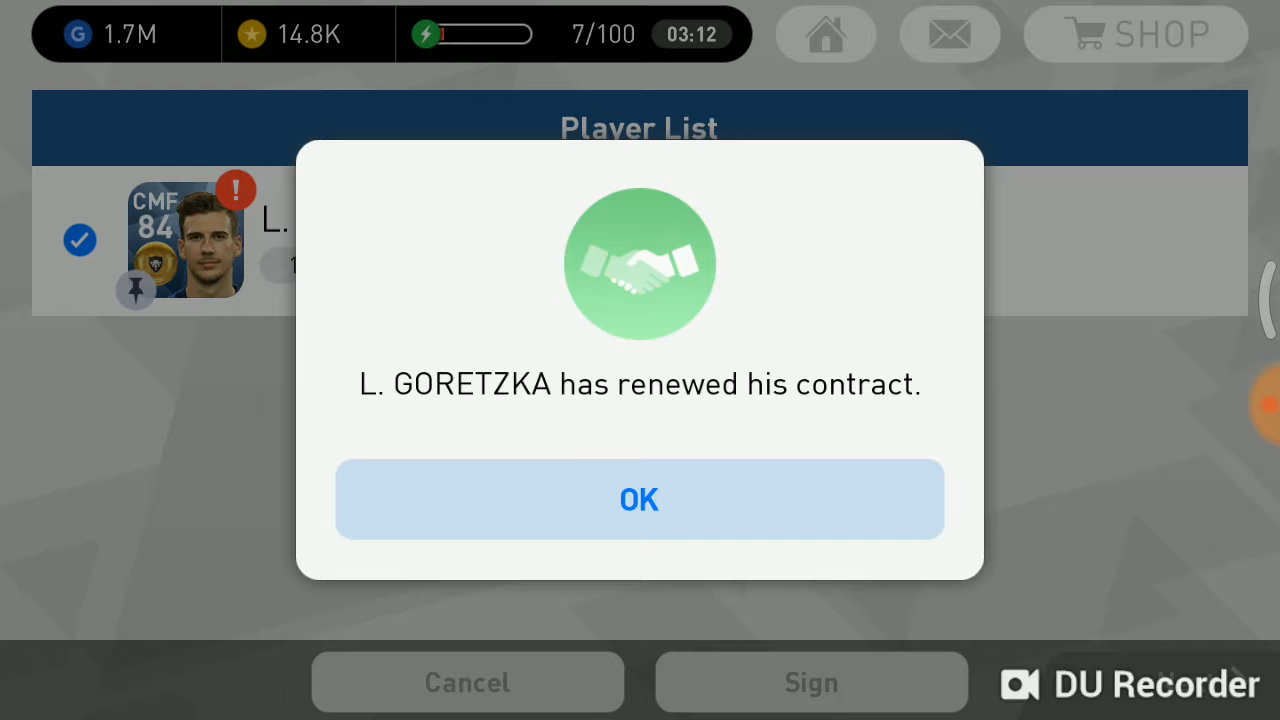 G 1.7M 14.8K 7/100 03:12 SHOP
Player List
CMF
84
!
L.
1
L. GORETZKA has renewed his contract.
OK
Cancel Sign
DU Recorder